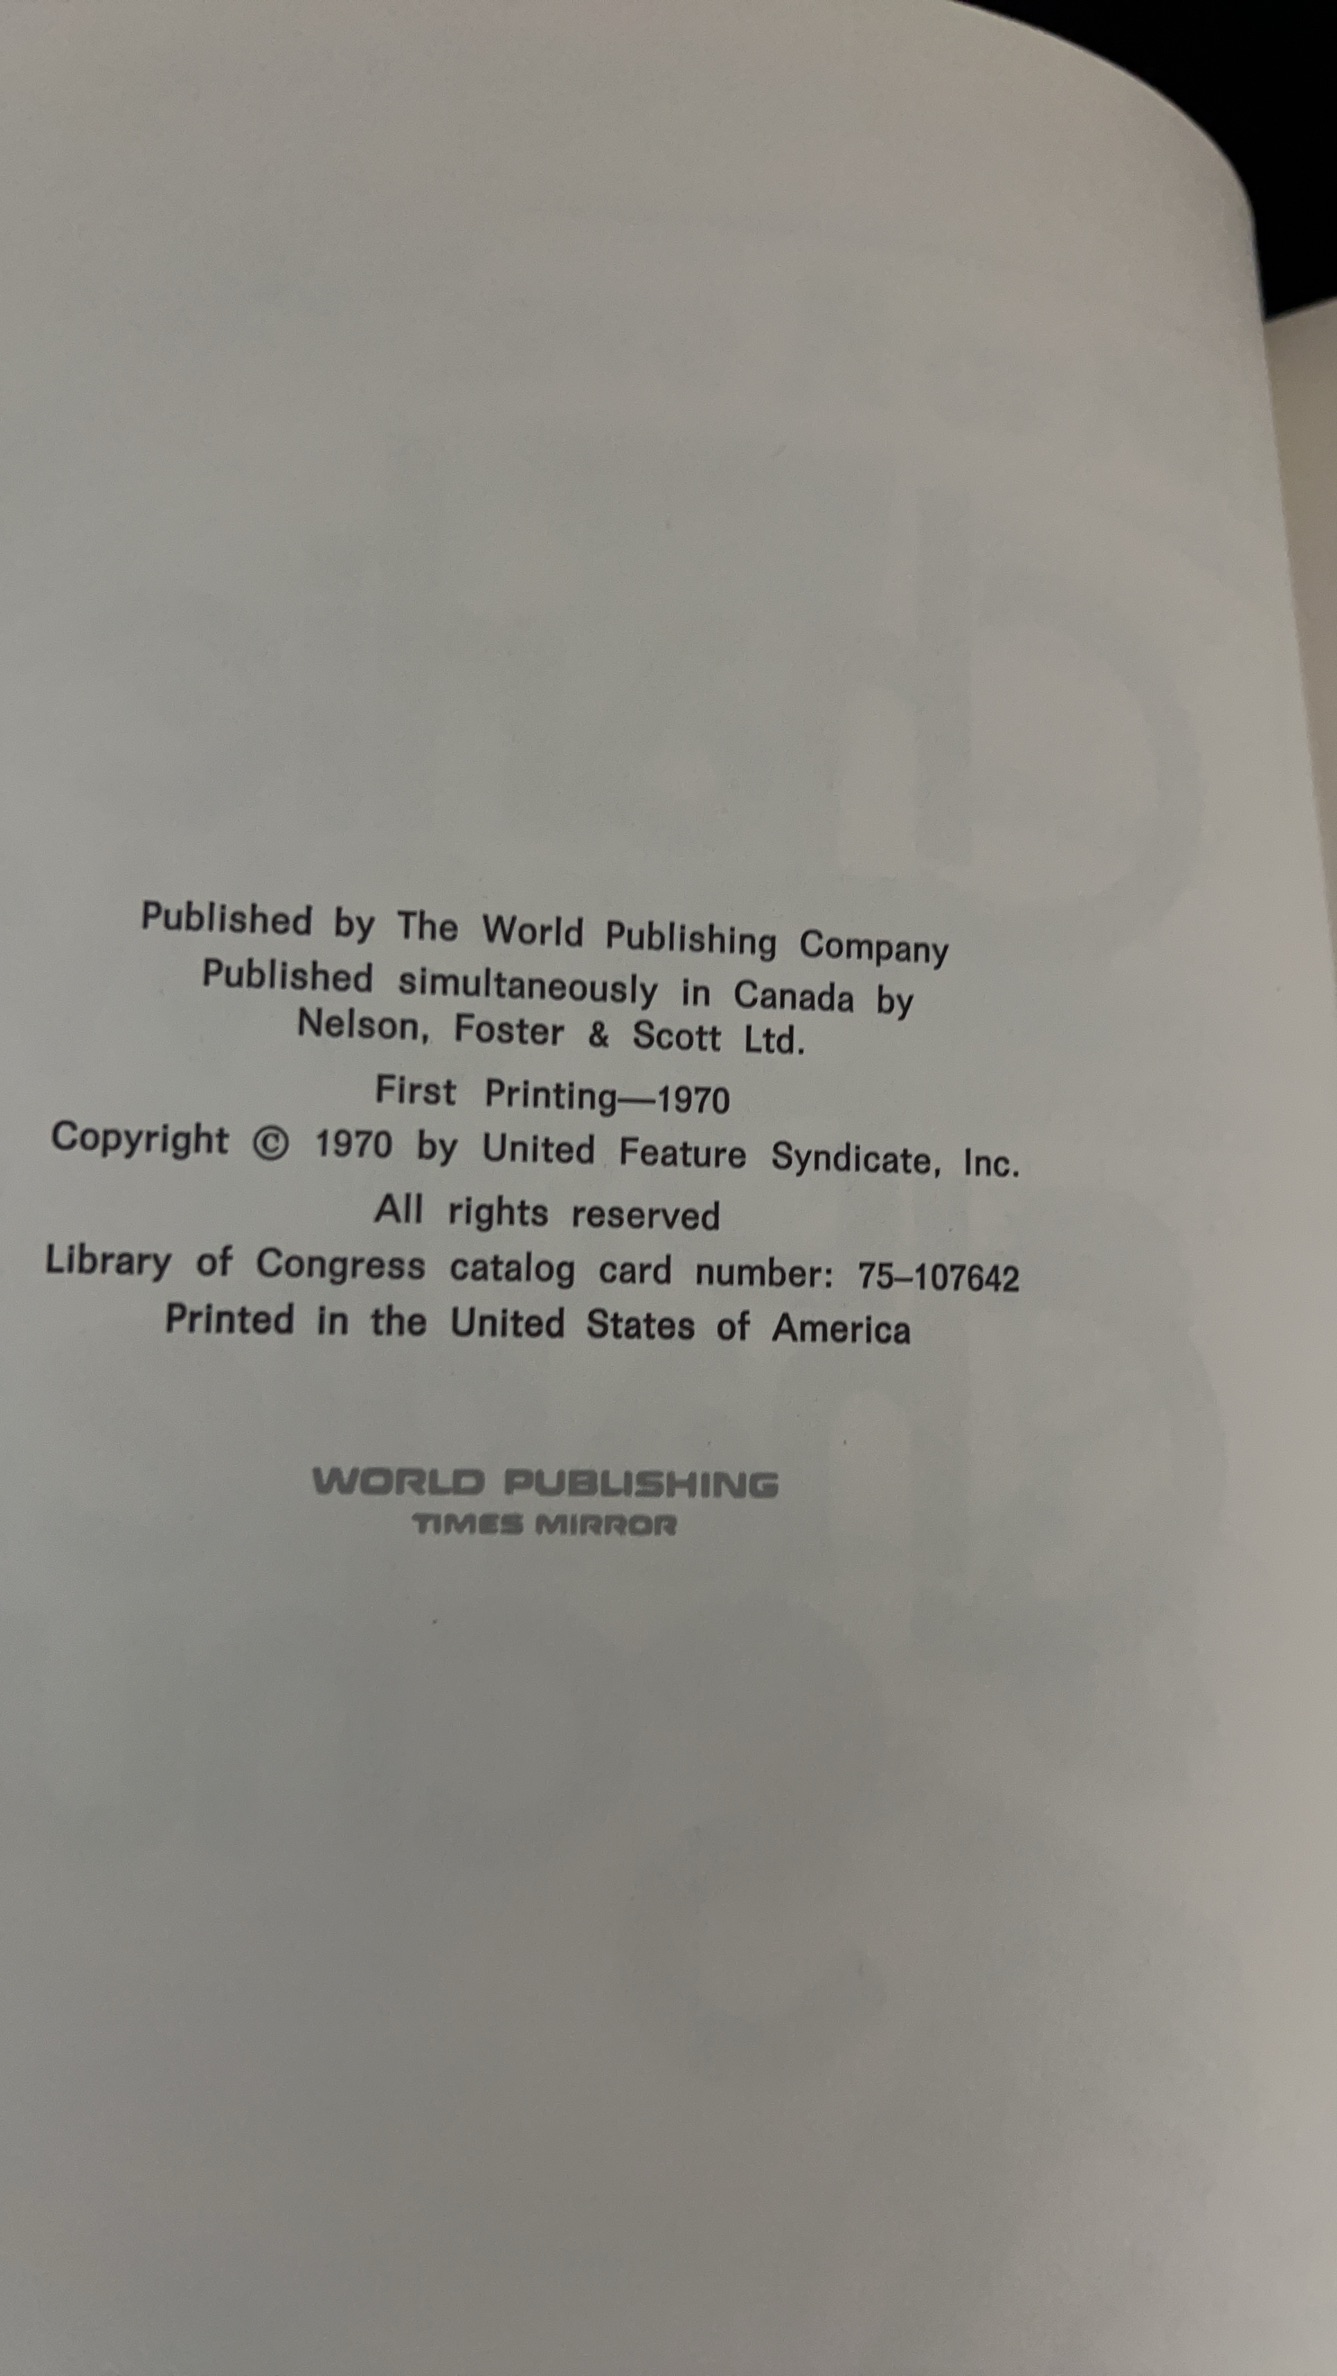 Published by The World Publishing Company
Published simultaneously in Canada by
Nelson, Foster & Scott Ltd.
First Printing—1970
Copyright © 1970 by United Feature Syndicate, Inc.
All rights reserved
Library of Congress catalog card number: 75–107642
Printed in the United States of America
WORLD PUBLISHING
TIMES MIRROR